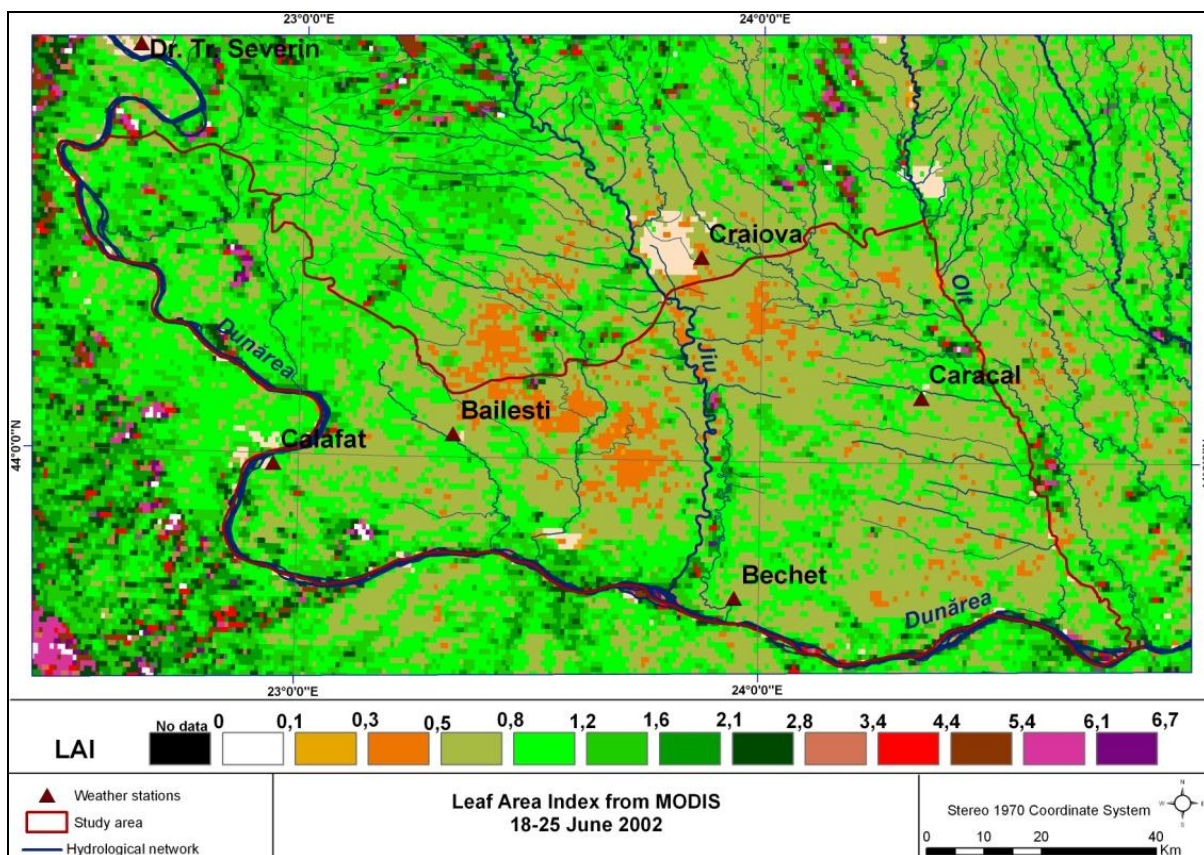 23°0'0"E 24°0'0"E
Dr. Tr. Severin
Craiova
Olt
Dunărea
Jiu
Caracal
Bailesti
Calafat
44°0'0"N
Bechet
Dunărea
23°0'0"E 24°0'0"E
No data 0 0,1 0,3 0,5 0,8 1,2 1,6 2,1 2,8 3,4 4,4 5,4 6,1 6,7
LAI
Weather stations
Study area
Hydrological network
Leaf Area Index from MODIS
18-25 June 2002
Stereo 1970 Coordinate System
N
W E
S
0 10 20 40
Km